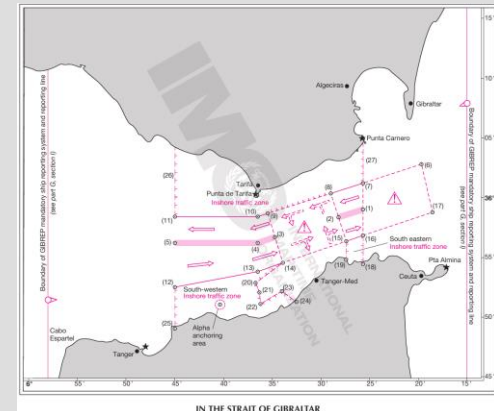 15'
Algeciras
Gibraltar
10'
Boundary of GIBREP mandatory ship reporting system and reporting line
(see part G, section I)
Boundary of GIBREP mandatory ship reporting system and reporting line
(see part G, section I)
05'
Punta Carnero
(26)
(27)
(6)
Tarifa
Punta de Tarifa
Inshore traffic zone
(8)
(7)
36°
(11)
(10)
(9)
(2)
(1)
(17)
(3)
(5)
(4)
(15)
(16)
South eastern
Inshore traffic zone
55'
(13)
(14)
(19)
(18)
Pta Almina
Ceuta
(12)
(20)
Tanger-Med
South-western
Inshore traffic zone
(21)
(23)
(22)
(24)
50'
Cabo
Espartel
(25)
Alpha
anchoring
area
Tanger
45'
6°
55'
50'
45'
40'
35'
30'
25'
20'
15'
IMO
INTERNATIONAL
IN THE STRAIT OF GIBRALTAR